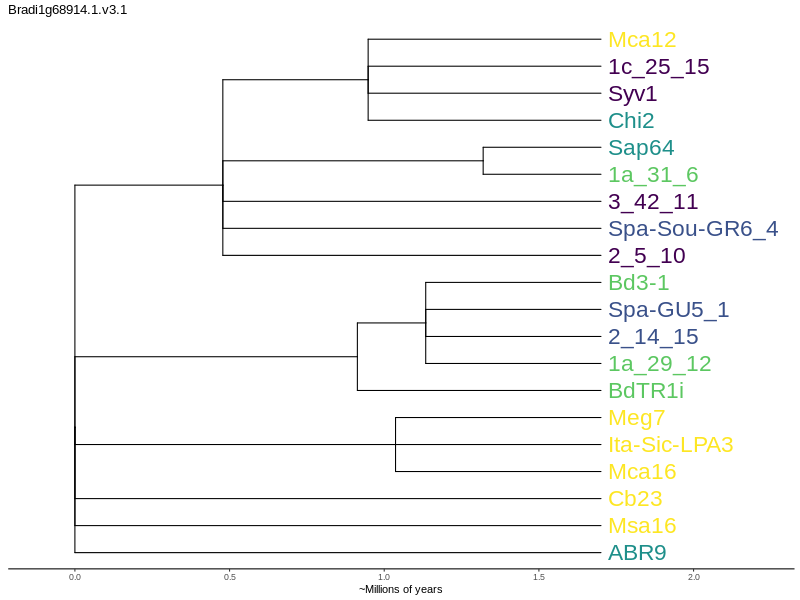 Bradi1g68914.1.v3.1
Mca12
1c_25_15
Syv1
Chi2
Sap64
1a_31_6
3_42_11
Spa-Sou-GR6_4
2_5_10
Bd3-1
Spa-GU5_1
2_14_15
1a_29_12
BdTR1i
Meg7
Ita-Sic-LPA3
Mca16
Cb23
Msa16
ABR9
0.0 0.5 1.0 1.5 2.0
~Millions of years